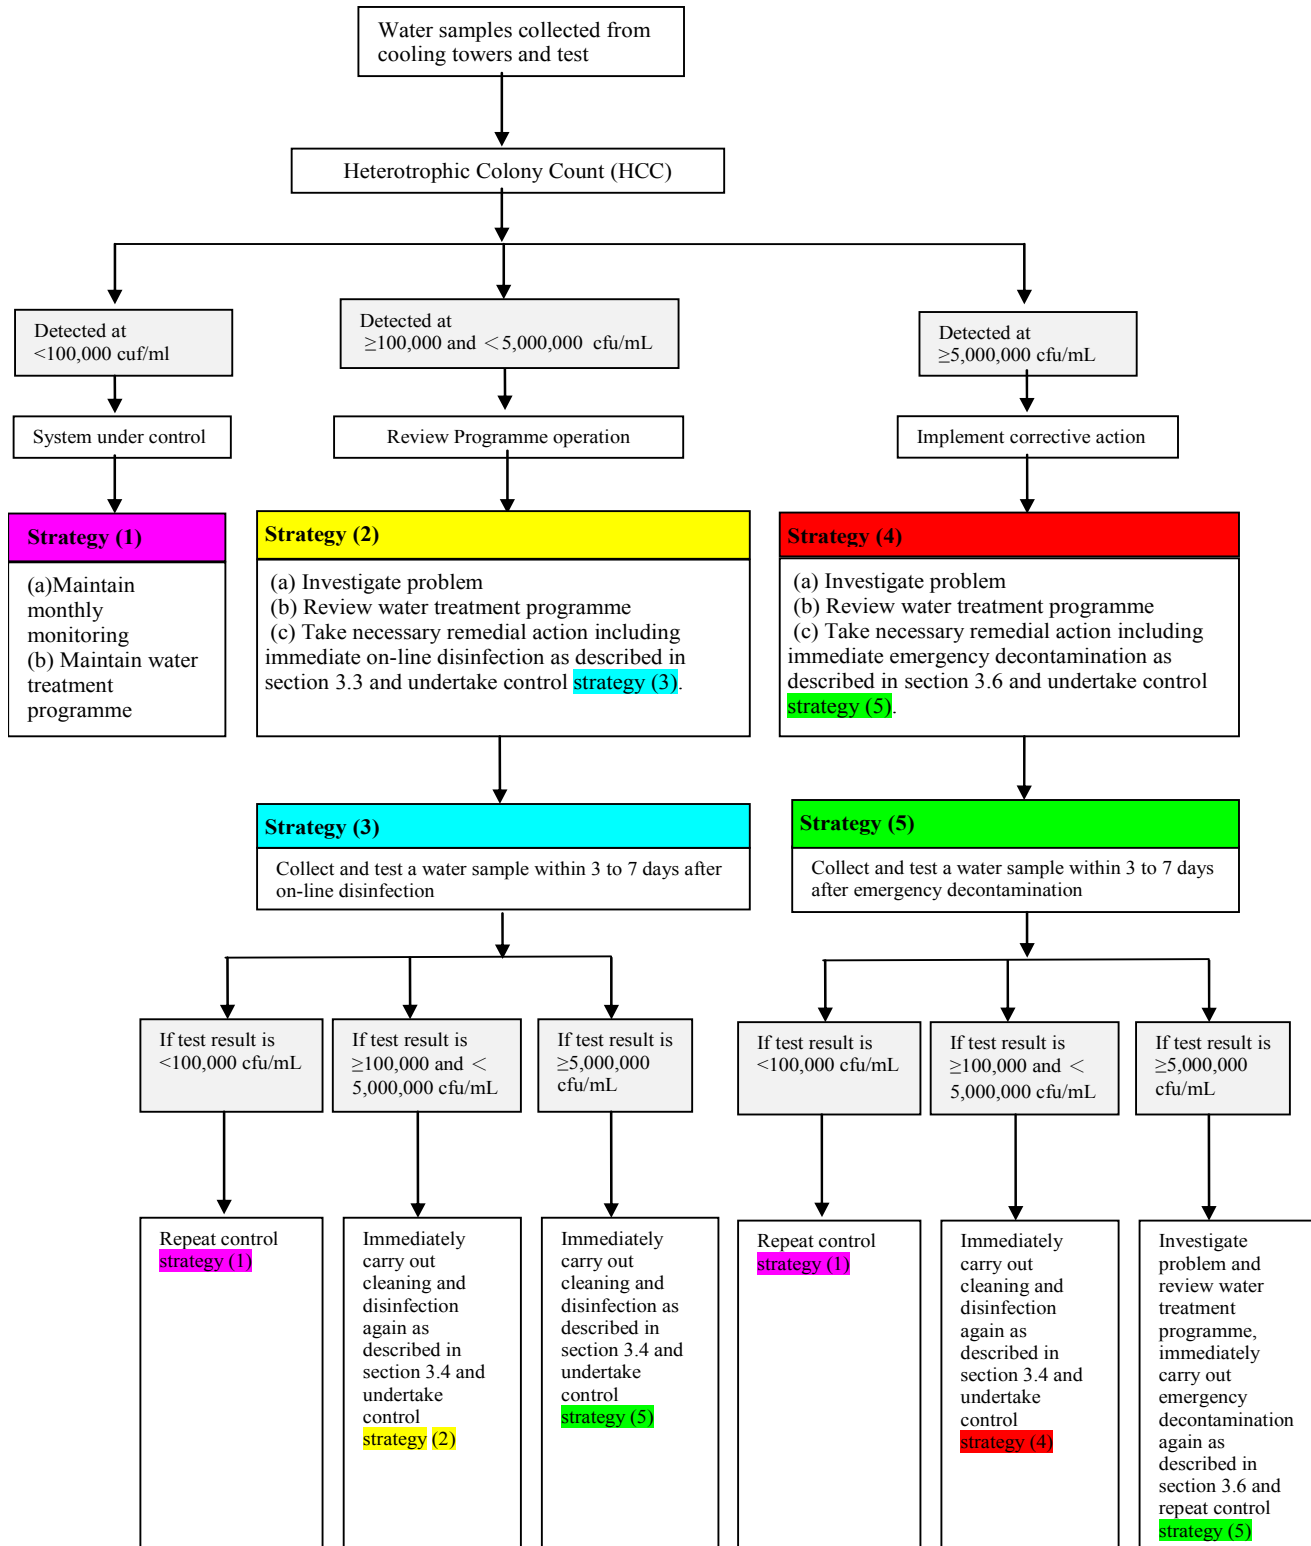 Water samples collected from
cooling towers and test
Heterotrophic Colony Count (HCC)
Detected at
<100,000 cuf/ml
Detected at
≥100,000 and <5,000,000 cfu/mL
Detected at
≥5,000,000 cfu/mL
System under control
Review Programme operation
Implement corrective action
Strategy (1)
(a)Maintain
monthly
monitoring
(b) Maintain water
treatment
programme
Strategy (2)
(a) Investigate problem
(b) Review water treatment programme
(c) Take necessary remedial action including
immediate on-line disinfection as described in
section 3.3 and undertake control strategy (3).
Strategy (4)
(a) Investigate problem
(b) Review water treatment programme
(c) Take necessary remedial action including
immediate emergency decontamination as
described in section 3.6 and undertake control
strategy (5).
Strategy (3)
Collect and test a water sample within 3 to 7 days after
on-line disinfection
Strategy (5)
Collect and test a water sample within 3 to 7 days
after emergency decontamination
If test result is
<100,000 cfu/mL
If test result is
≥100,000 and <
5,000,000 cfu/mL
If test result is
≥5,000,000
cfu/mL
If test result is
<100,000 cfu/mL
If test result is
≥100,000 and <
5,000,000 cfu/mL
If test result is
≥5,000,000
cfu/mL
Repeat control
strategy (1)
Immediately
carry out
cleaning and
disinfection
again as
described in
section 3.4 and
undertake
control
strategy (2)
Immediately
carry out
cleaning and
disinfection as
described in
section 3.4 and
undertake
control
strategy (5)
Repeat control
strategy (1)
Immediately
carry out
cleaning and
disinfection
again as
described in
section 3.4 and
undertake
control
strategy (4)
Investigate
problem and
review water
treatment
programme,
immediately
carry out
emergency
decontamination
again as
described in
section 3.6 and
repeat control
strategy (5)